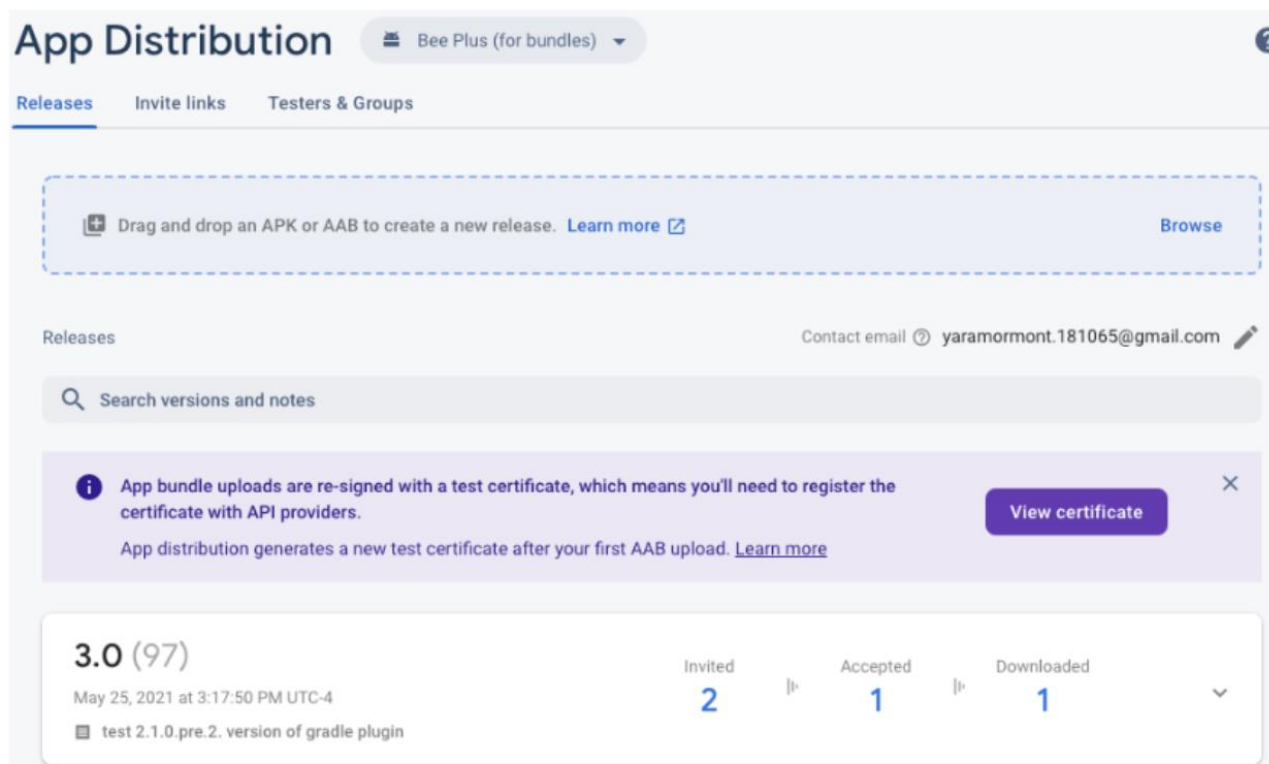 App Distribution Bee Plus (for bundles)
Releases Invite links Testers & Groups
Drag and drop an APK or AAB to create a new release. Learn more Browse
Releases Contact email yaramormont.181065@gmail.com
Search versions and notes
App bundle uploads are re-signed with a test certificate, which means you'll need to register the
certificate with API providers.
View certificate
App distribution generates a new test certificate after your first AAB upload. Learn more
3.0 (97)
Invited Accepted Downloaded
May 25, 2021 at 3:17:50 PM UTC-4
2 1 1
test 2.1.0.pre.2. version of gradle plugin